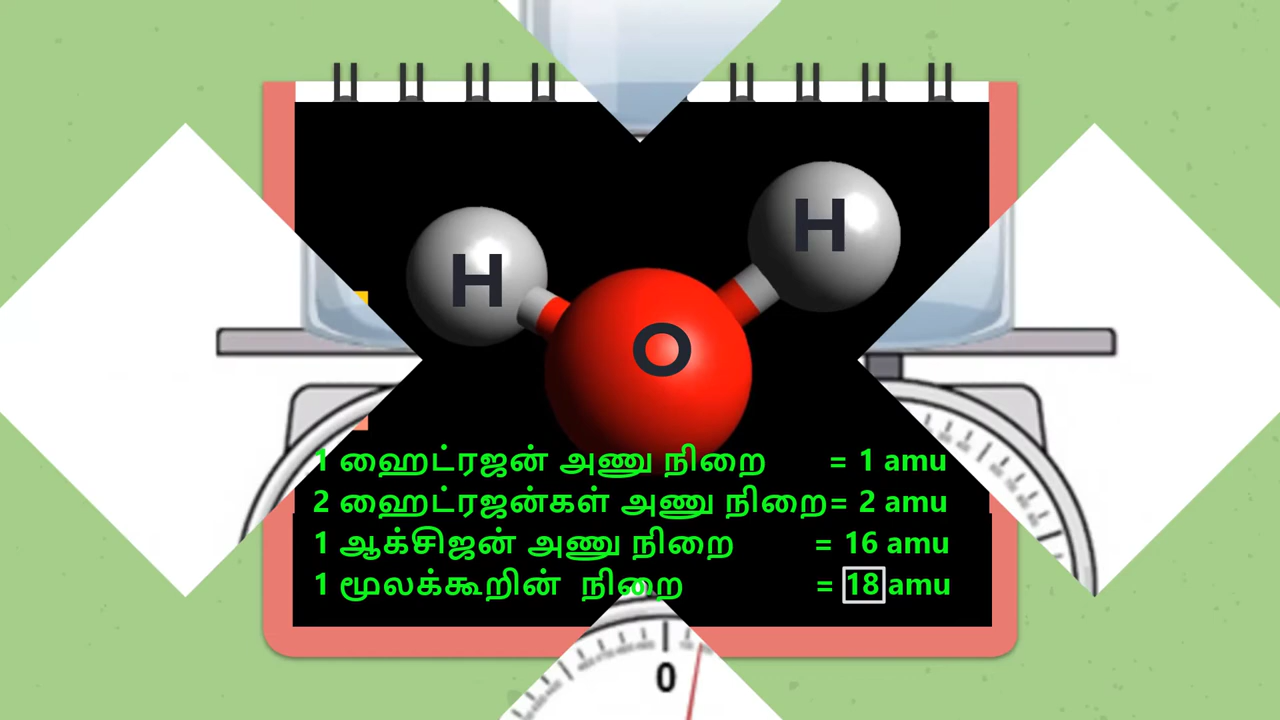 H
H
O
1 ஹைட்ரஜன் அணு நிறை = 1 amu
2 ஹைட்ரஜன்கள் அணு நிறை= 2 amu
1 ஆக்சிஜன் அணு நிறை = 16 amu
1 மூலக்கூறின் நிறை = 18 amu
0